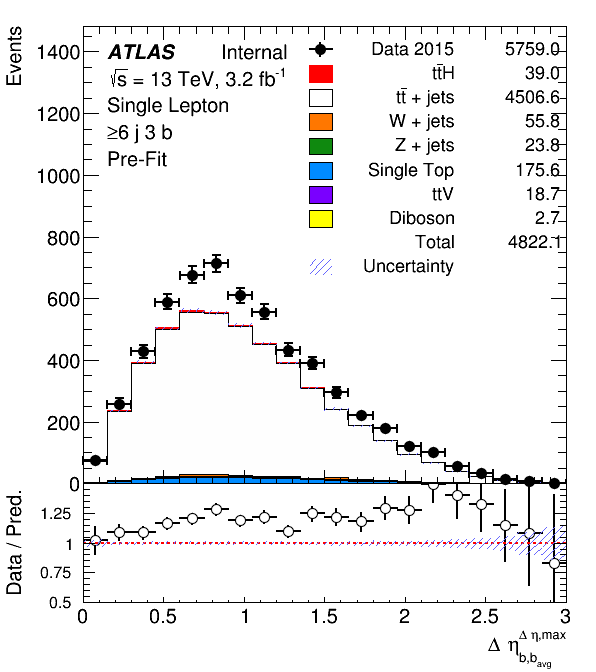 Events
1400
1200
1000
800
600
400
200
0
ATLAS Internal
√s = 13 TeV, 3.2 fb-1
Single Lepton
≥6 j 3 b
Pre-Fit
Data 2015 5759.0
tt̄H 39.0
tt̄ + jets 4506.6
W + jets 55.8
Z + jets 23.8
Single Top 175.6
ttV 18.7
Diboson 2.7
Total 4822.1
Uncertainty
Data / Pred.
1.25
1
0.75
0.5
0 0.5 1 1.5 2 2.5 3
Δ η b,bavg Δ η,max